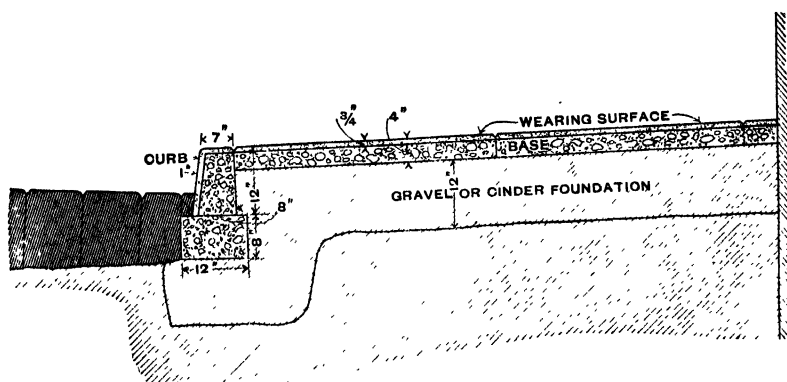 7"
¾"
4"
WEARING SURFACE
CURB
1"
BASE
12"
12"
GRAVEL OR CINDER FOUNDATION
8"
8"
12"